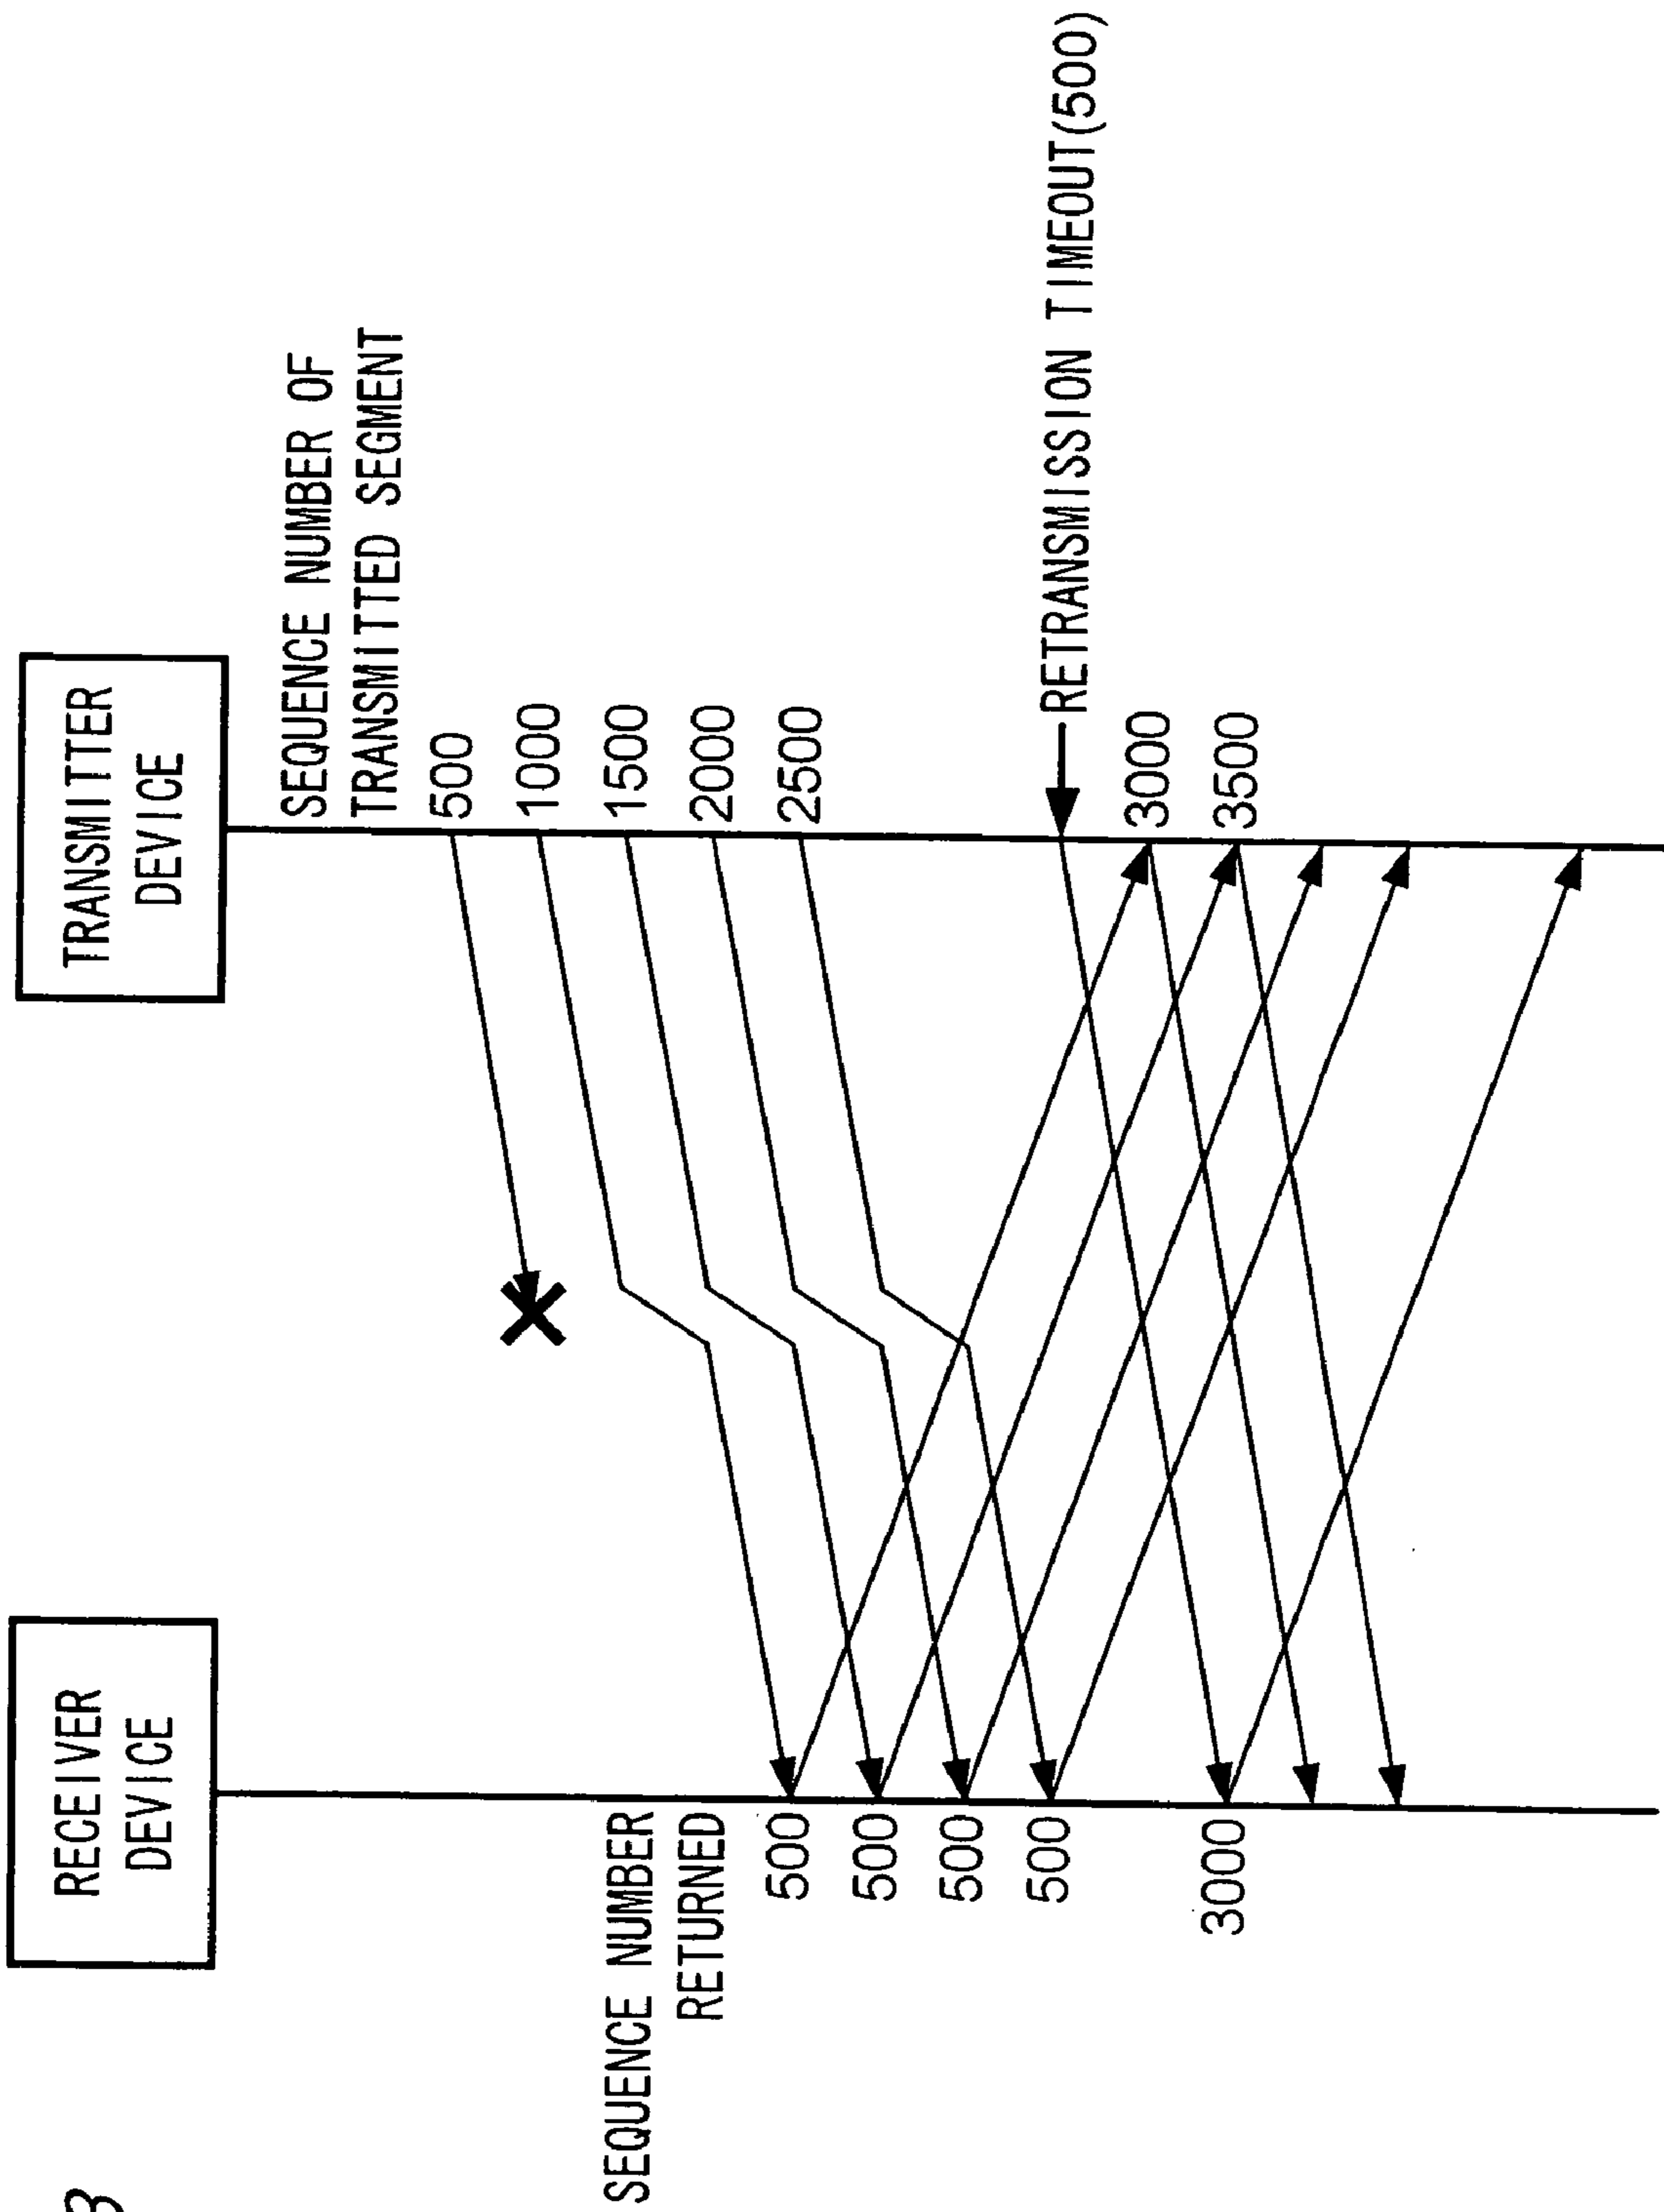 RECEIVER
DEVICE
TRANSMITTER
DEVICE
SEQUENCE NUMBER OF
TRANSMITTED SEGMENT
500
1000
1500
2000
2500
RETRANSMISSION TIMEOUT(500)
3000
3500
SEQUENCE NUMBER
RETURNED
500
500
500
500
3000